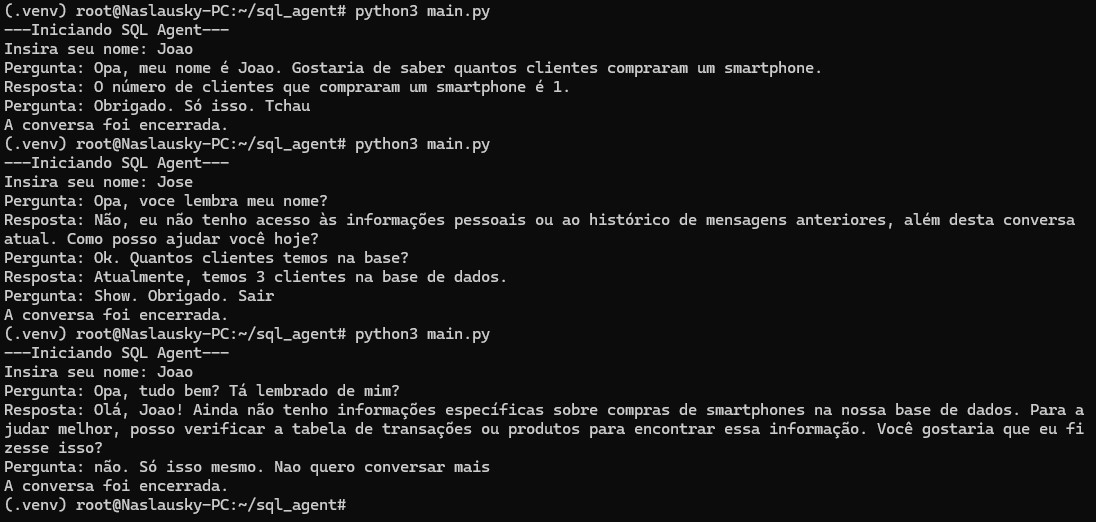 (.venv) root@Naslausky-PC:~/sql_agent# python3 main.py
---Iniciando SQL Agent---
Insira seu nome: Joao
Pergunta: Opa, meu nome é Joao. Gostaria de saber quantos clientes compraram um smartphone.
Resposta: O número de clientes que compraram um smartphone é 1.
Pergunta: Obrigado. Só isso. Tchau
A conversa foi encerrada.
(.venv) root@Naslausky-PC:~/sql_agent# python3 main.py
---Iniciando SQL Agent---
Insira seu nome: Jose
Pergunta: Opa, voce lembra meu nome?
Resposta: Não, eu não tenho acesso às informações pessoais ou ao histórico de mensagens anteriores, além desta conversa
atual. Como posso ajudar você hoje?
Pergunta: Ok. Quantos clientes temos na base?
Resposta: Atualmente, temos 3 clientes na base de dados.
Pergunta: Show. Obrigado. Sair
A conversa foi encerrada.
(.venv) root@Naslausky-PC:~/sql_agent# python3 main.py
---Iniciando SQL Agent---
Insira seu nome: Joao
Pergunta: Opa, tudo bem? Tá lembrado de mim?
Resposta: Olá, Joao! Ainda não tenho informações específicas sobre compras de smartphones na nossa base de dados. Para a
judar melhor, posso verificar a tabela de transações ou produtos para encontrar essa informação. Você gostaria que eu fi
zesse isso?
Pergunta: não. Só isso mesmo. Nao quero conversar mais
A conversa foi encerrada.
(.venv) root@Naslausky-PC:~/sql_agent#